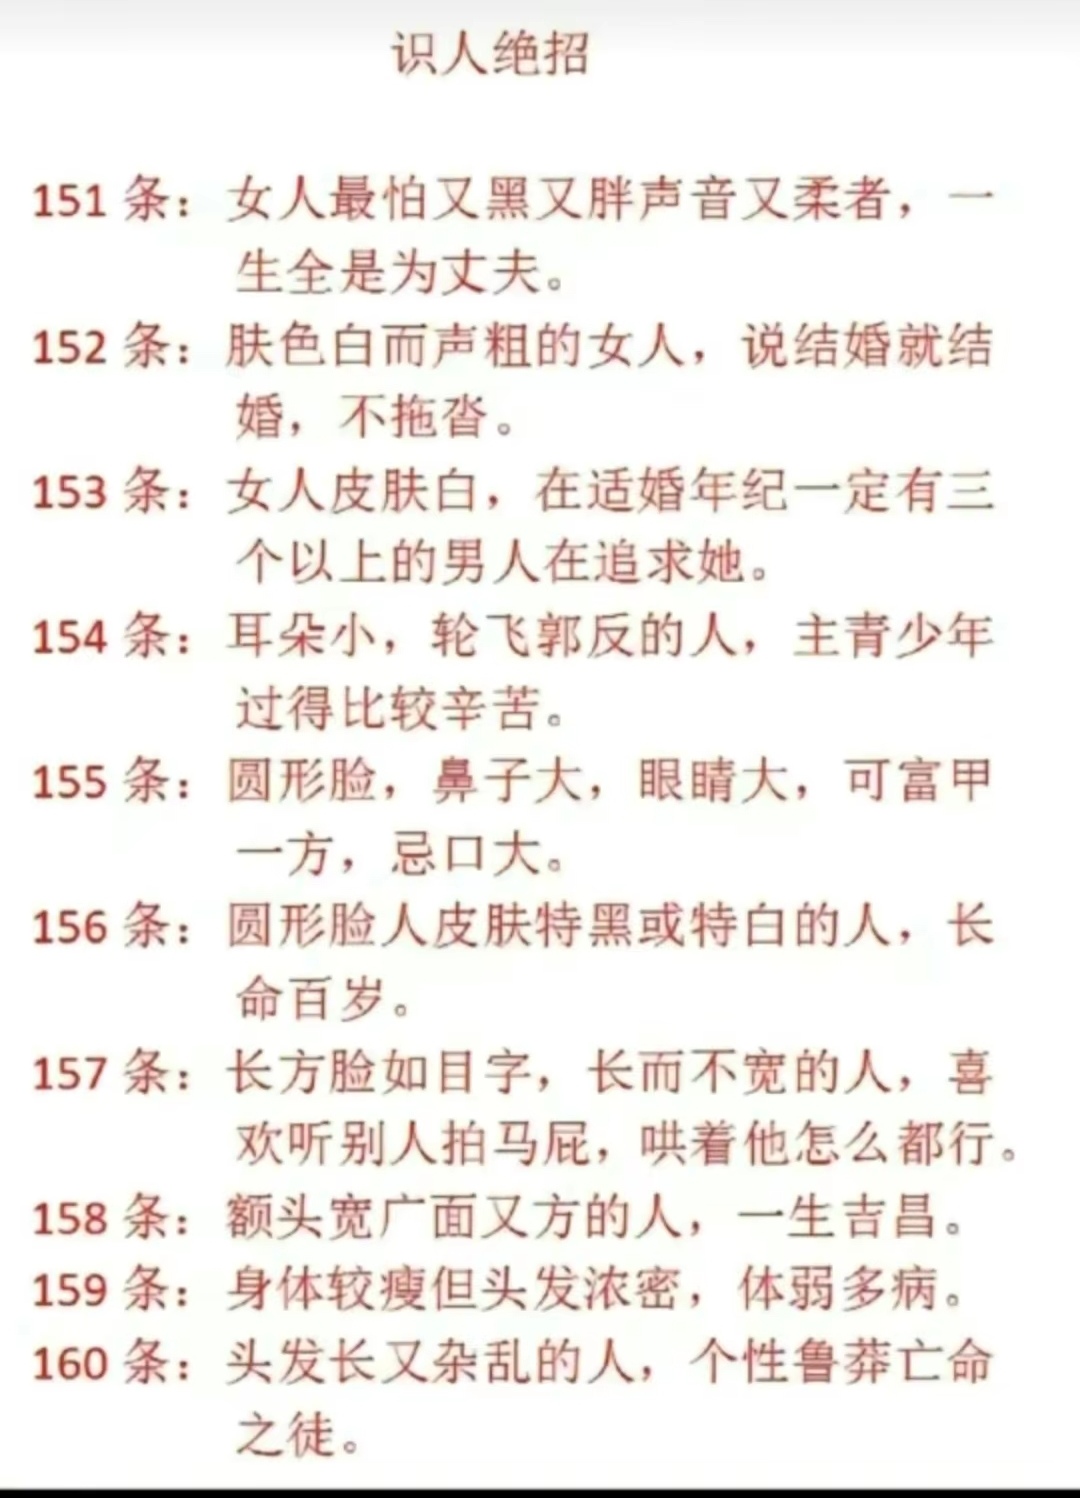 识人绝招
151 条：女人最怕又黑又胖声音又柔者，一
生全是为丈夫。
152 条：肤色白而声粗的女人，说结婚就结
婚，不拖沓。
153 条：女人皮肤白，在适婚年纪一定有三
个以上的男人在追求她。
154 条：耳朵小，轮飞郭反的人，主青少年
过得比较辛苦。
155 条：圆形脸，鼻子大，眼睛大，可富甲
一方，忌口大。
156 条：圆形脸人皮肤特黑或特白的人，长
命百岁。
157 条：长方脸如目字，长而不宽的人，喜
欢听别人拍马屁，哄着他怎么都行。
158 条：额头宽广面又方的人，一生吉昌。
159 条：身体较瘦但头发浓密，体弱多病。
160 条：头发长又杂乱的人，个性鲁莽亡命
之徒。